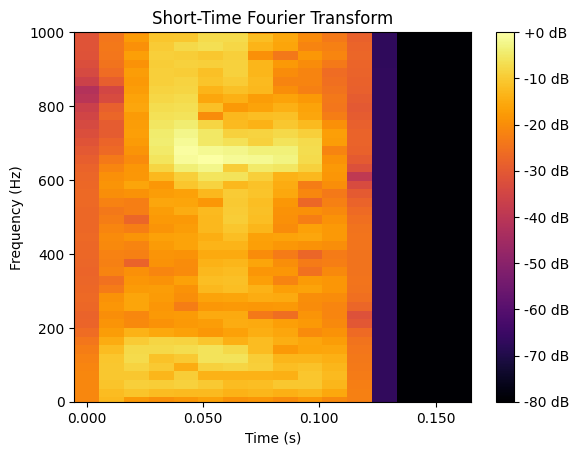 Short-Time Fourier Transform
Frequency (Hz)
1000
800
600
400
200
0
0.000
0.050
0.100
0.150
Time (s)
+0 dB
-10 dB
-20 dB
-30 dB
-40 dB
-50 dB
-60 dB
-70 dB
-80 dB